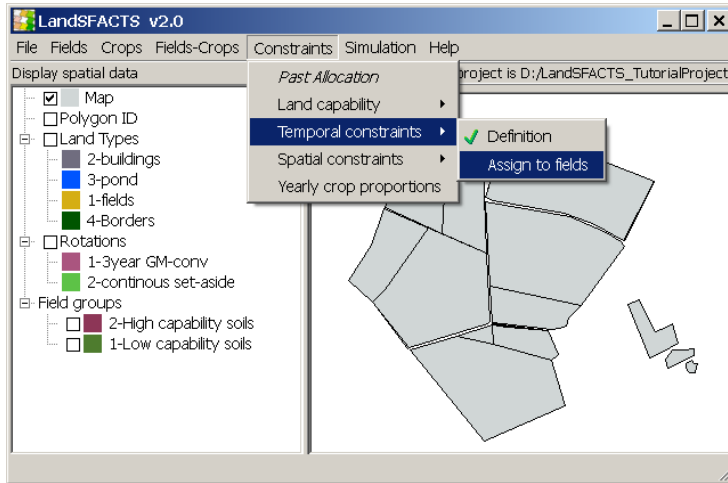 LandSFACTS v2.0
File Fields Crops Fields-Crops Constraints Simulation Help
Display spatial data
project is D:/LandSFACTS_TutorialProject
Past Allocation
Land capability
Temporal constraints
Spatial constraints
Yearly crop proportions
Definition
Assign to fields
Map
Polygon ID
Land Types
2-buildings
3-pond
1-fields
4-Borders
Rotations
1-3year GM-conv
2-continous set-aside
Field groups
2-High capability soils
1-Low capability soils